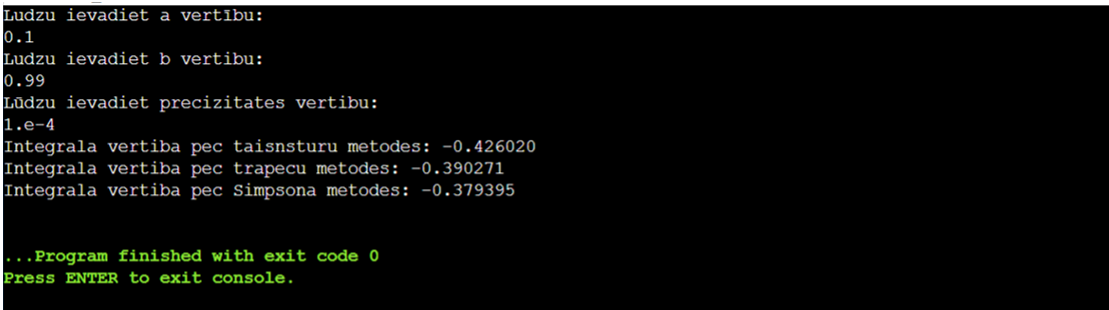 Ludzu ievadiet a vertību:
0.1
Ludzu ievadiet b vertibu:
0.99
Lūdzu ievadiet precizitates vertibu:
1.e-4
Integrala vertiba pec taisnsturu metodes: -0.426020
Integrala vertiba pec trapecu metodes: -0.390271
Integrala vertiba pec Simpsona metodes: -0.379395
...Program finished with exit code 0
Press ENTER to exit console.